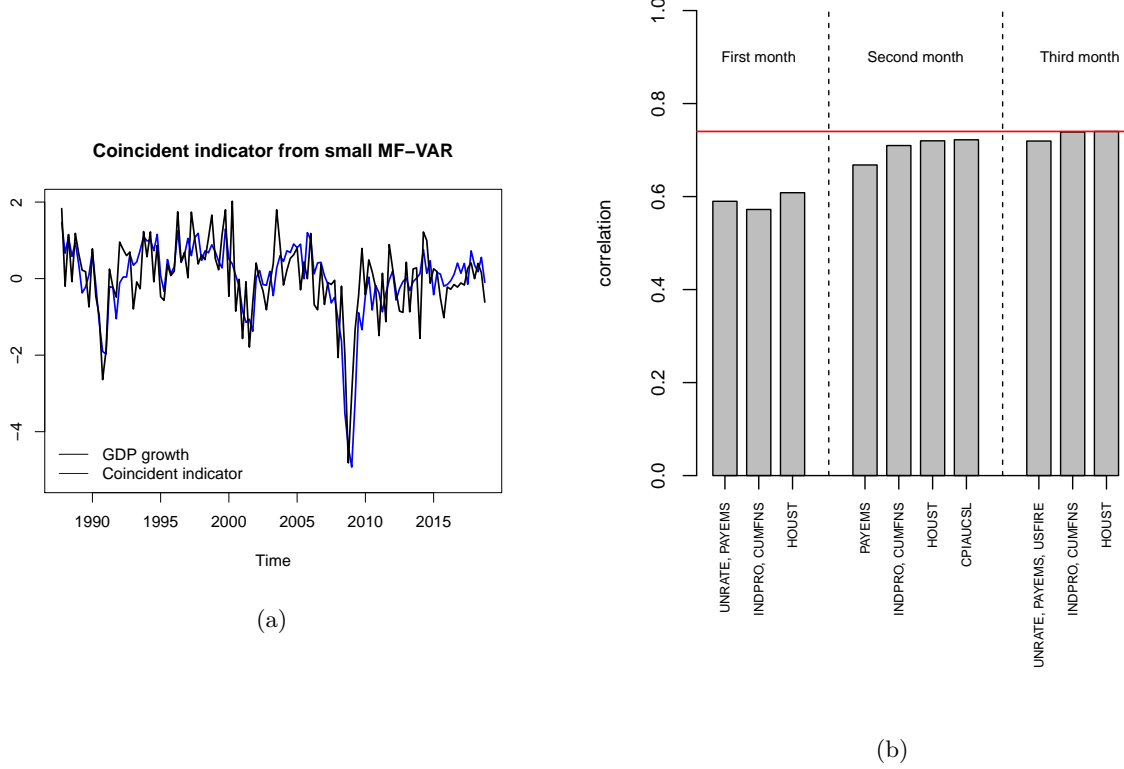 Coincident indicator from small MF−VAR
2
0
−2
−4
GDP growth
Coincident indicator
1990 1995 2000 2005 2010 2015
Time
(a)
correlation
1.0
0.8
0.6
0.4
0.2
0.0
First month Second month Third month
UNRATE, PAYEMS
INDPRO, CUMFNS
HOUST
PAYEMS
INDPRO, CUMFNS
HOUST
CPIAUCSL
UNRATE, PAYEMS, USFIRE
INDPRO, CUMFNS
HOUST
(b)